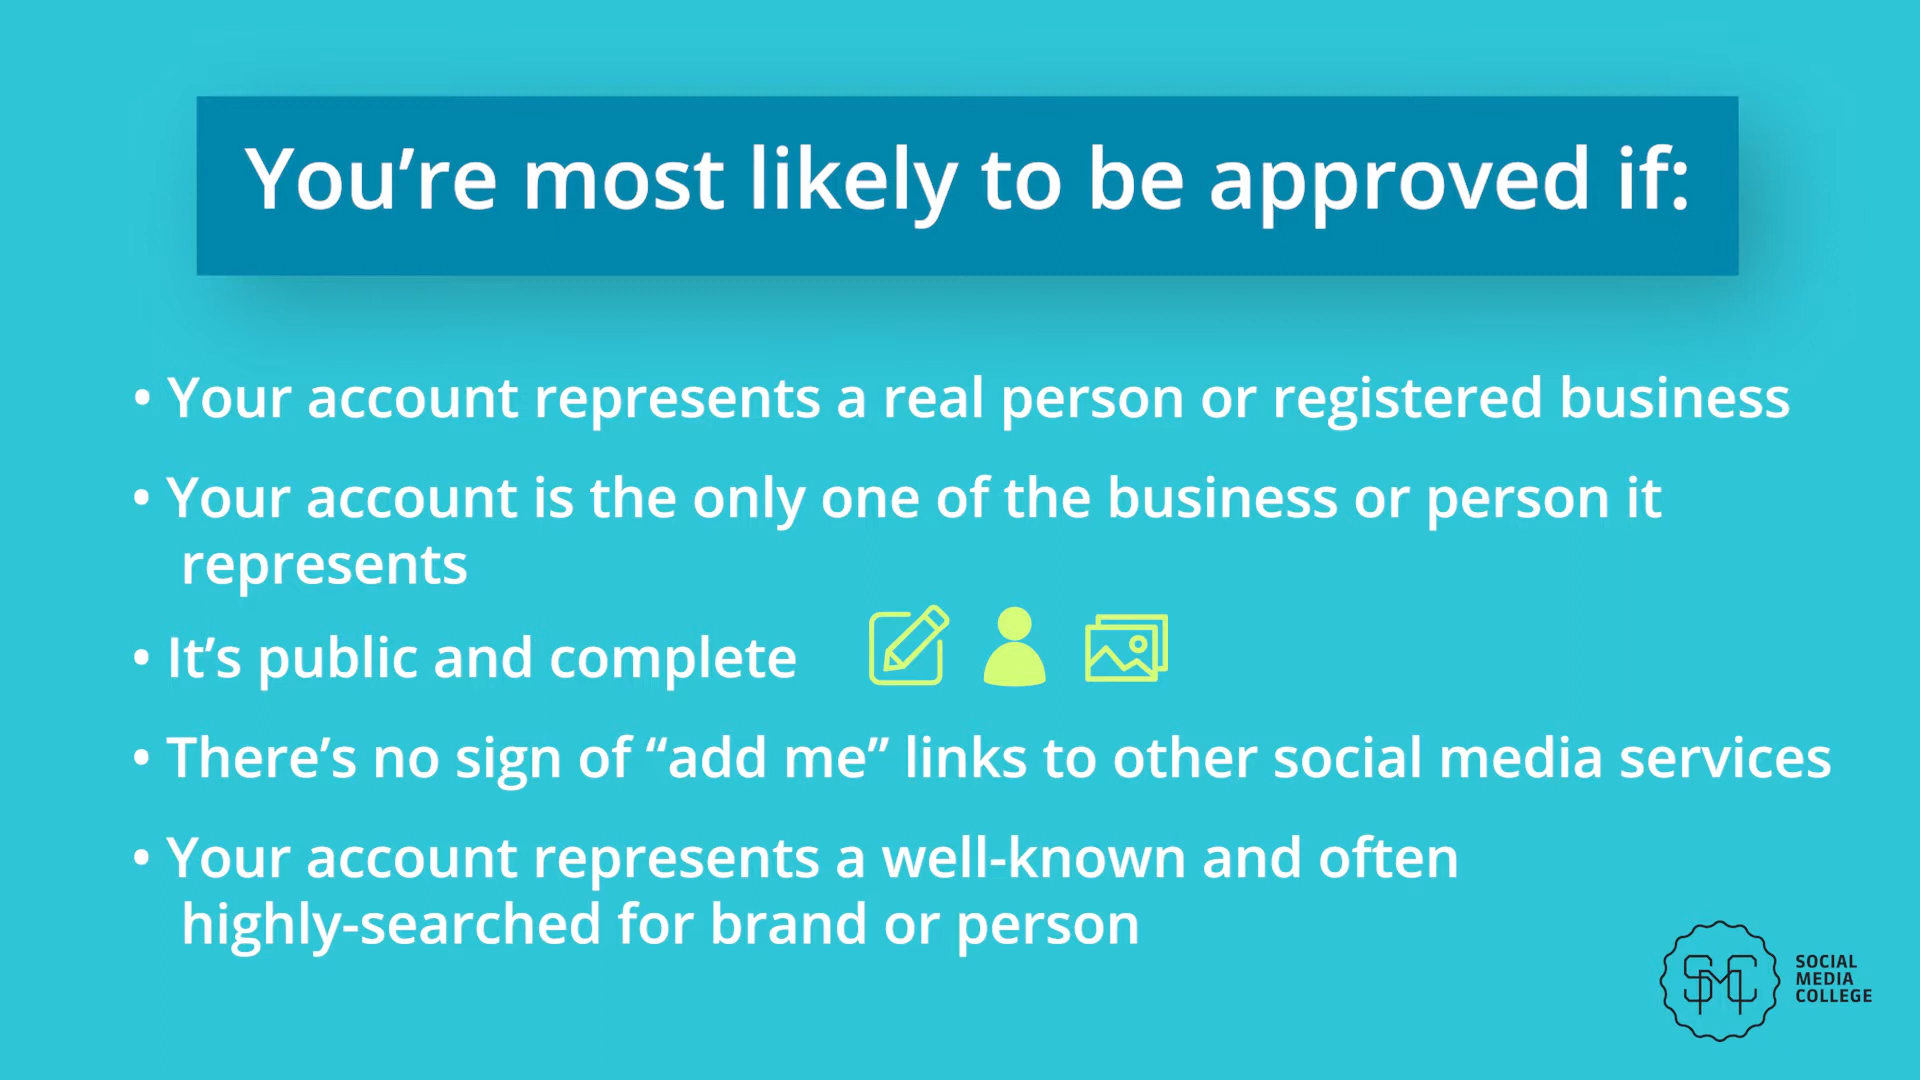 You’re most likely to be approved if:
• Your account represents a real person or registered business
• Your account is the only one of the business or person it
represents
• It’s public and complete
• There’s no sign of “add me” links to other social media services
• Your account represents a well-known and often
highly-searched for brand or person
SMC
SOCIAL
MEDIA
COLLEGE